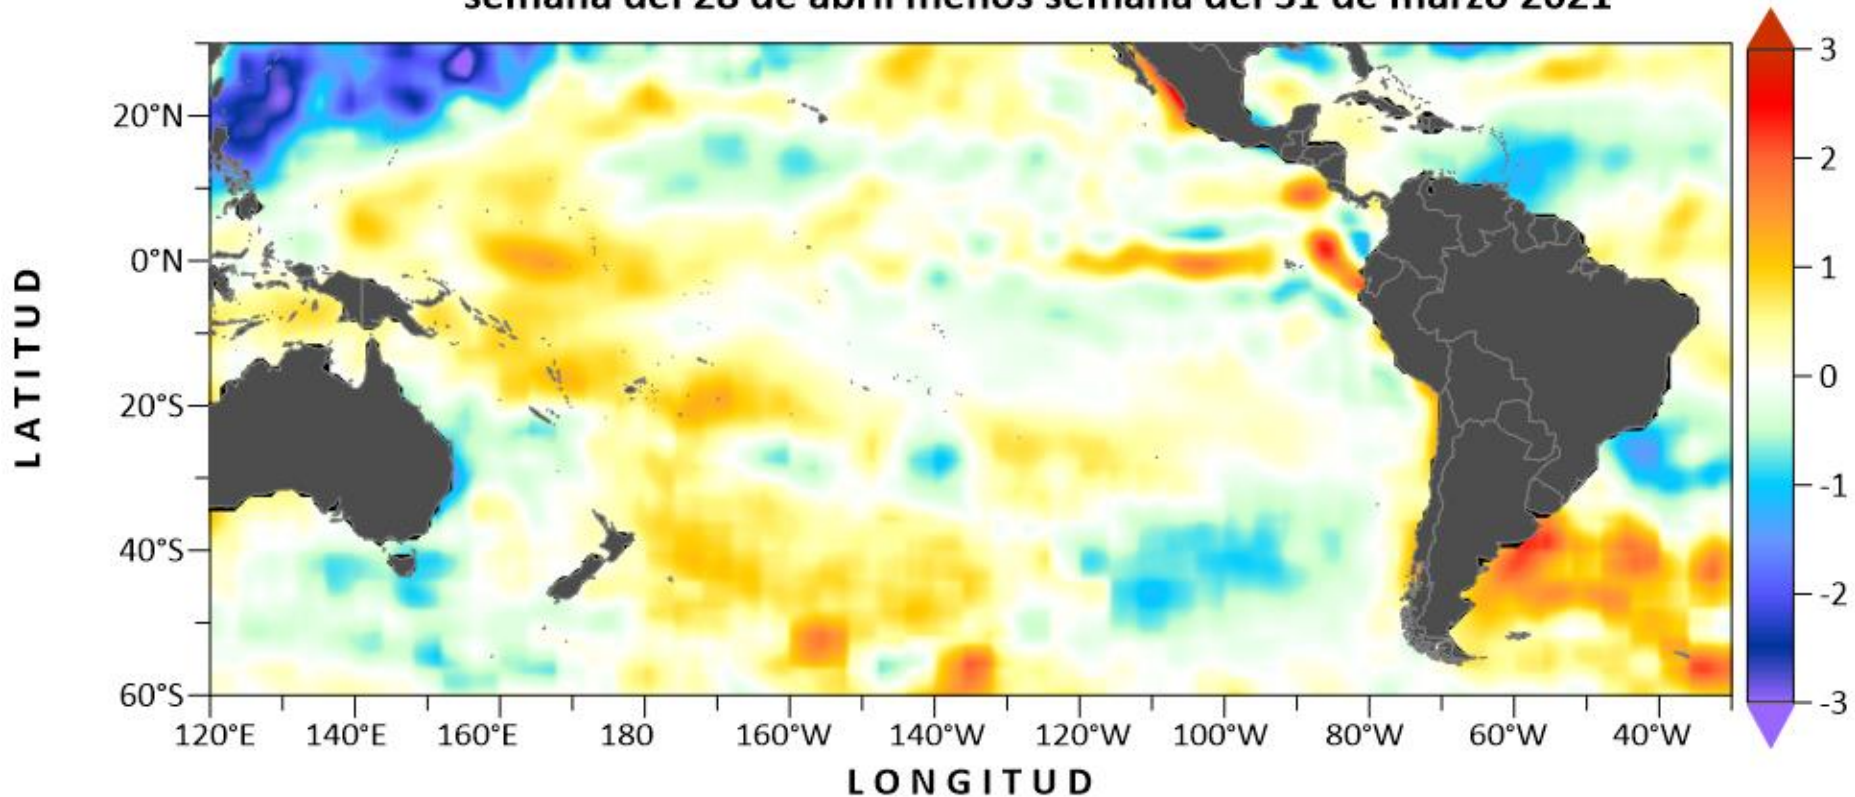 semana del 28 de abril menos semana del 31 de marzo 2021
3
20°N
2
LATITUD
0°N
1
0
20°S
-1
40°S
-2
60°S
-3
120°E 140°E 160°E 180 160°W 140°W 120°W 100°W 80°W 60°W 40°W
LONGITUD